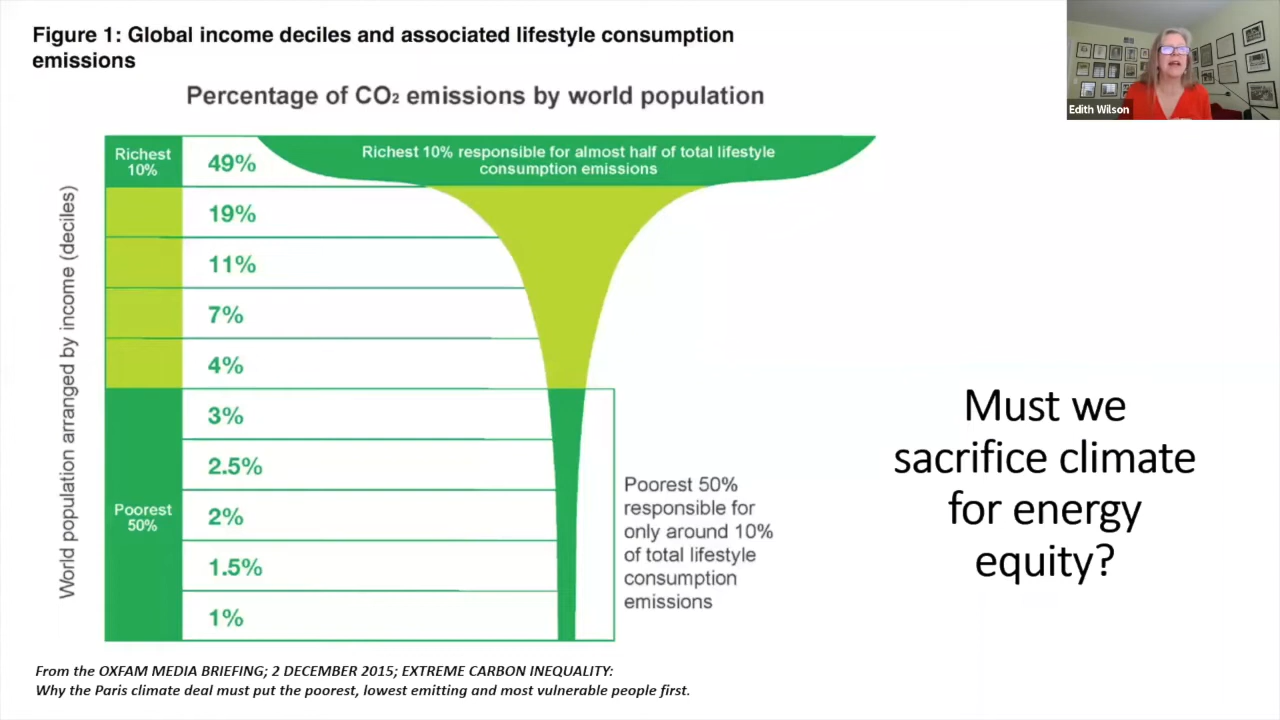 Figure 1: Global income deciles and associated lifestyle consumption
emissions
Percentage of CO₂ emissions by world population
World population arranged by income (deciles)
Richest
10%
49%
Richest 10% responsible for almost half of total lifestyle
consumption emissions
19%
11%
7%
4%
Poorest
50%
3%
2.5%
2%
1.5%
1%
Poorest 50%
responsible for
only around 10%
of total lifestyle
consumption
emissions
Must we
sacrifice climate
for energy
equity?
From the OXFAM MEDIA BRIEFING; 2 DECEMBER 2015; EXTREME CARBON INEQUALITY:
Why the Paris climate deal must put the poorest, lowest emitting and most vulnerable people first.
Edith Wilson